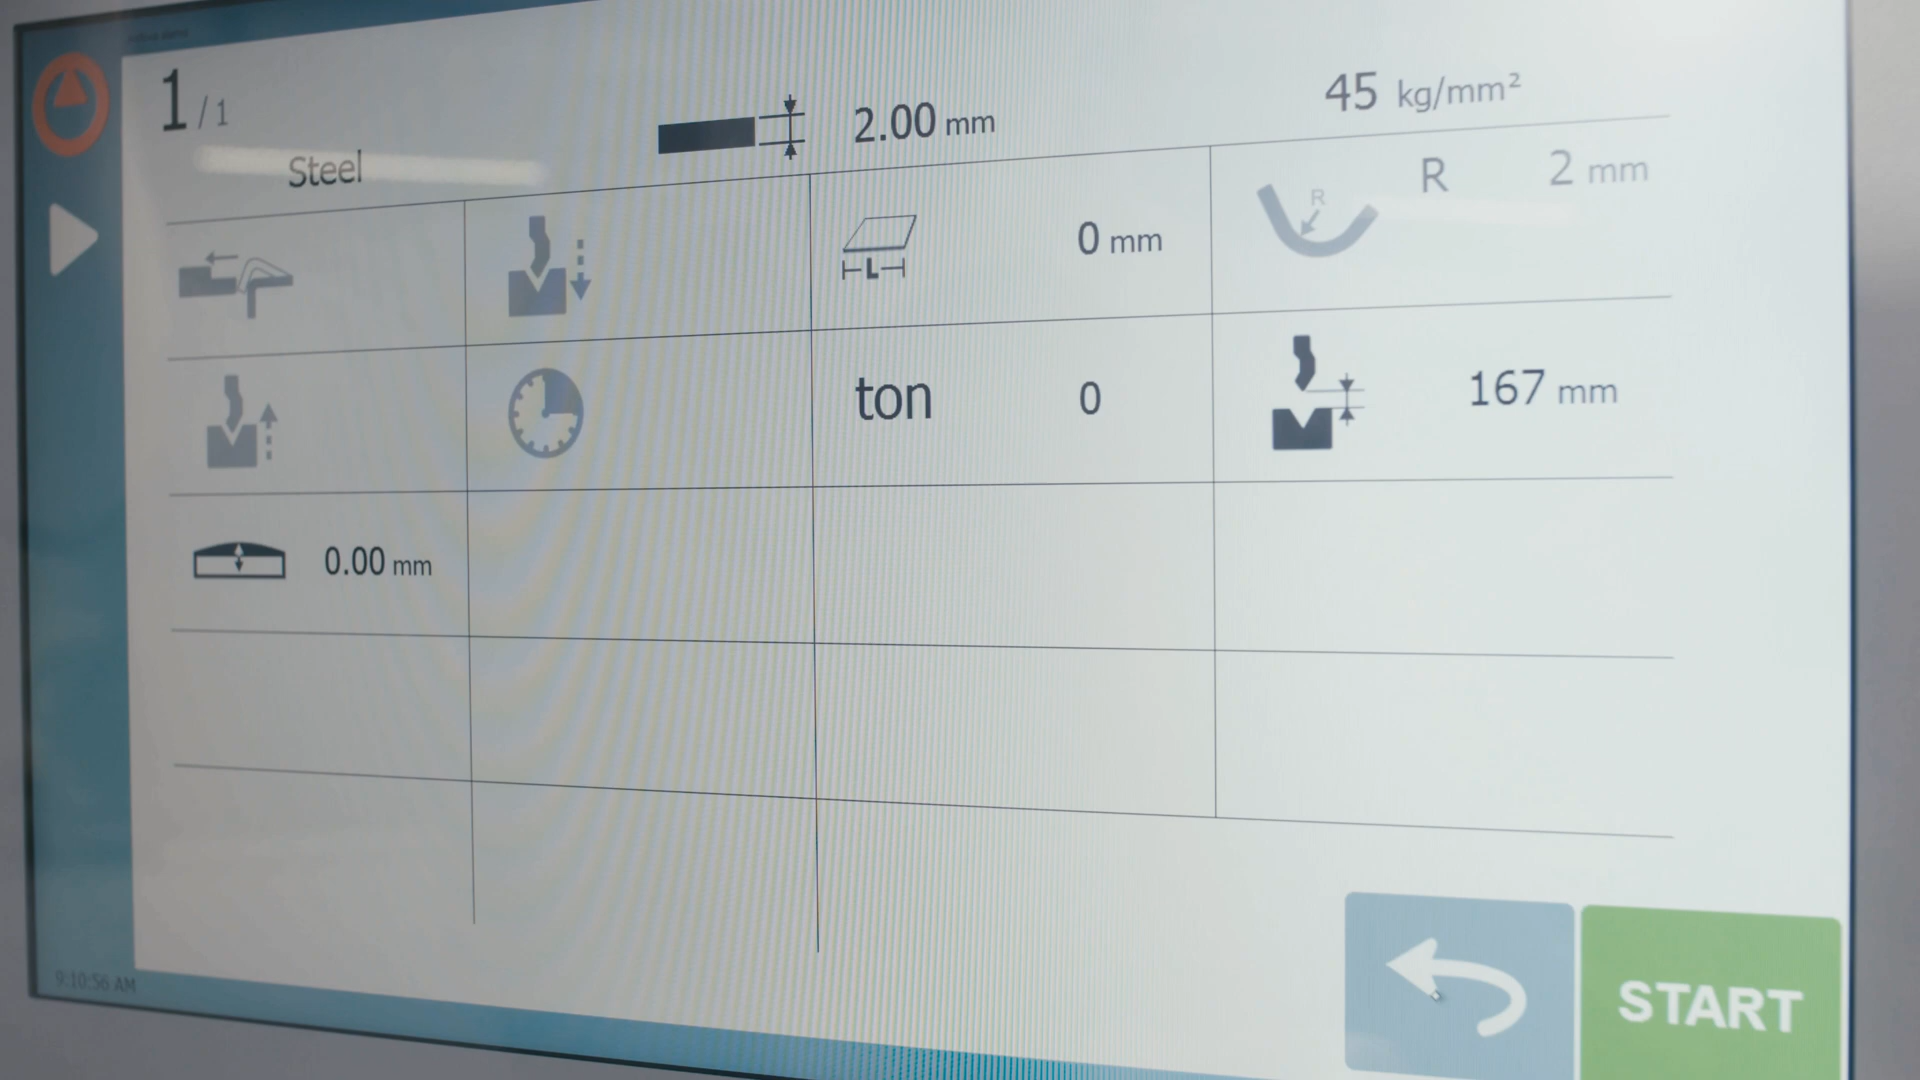 1 / 1
Steel
2.00 mm
45 kg/mm²
L
0 mm
R
R 2 mm
ton 0
167 mm
0.00 mm
START
9:10:56 AM